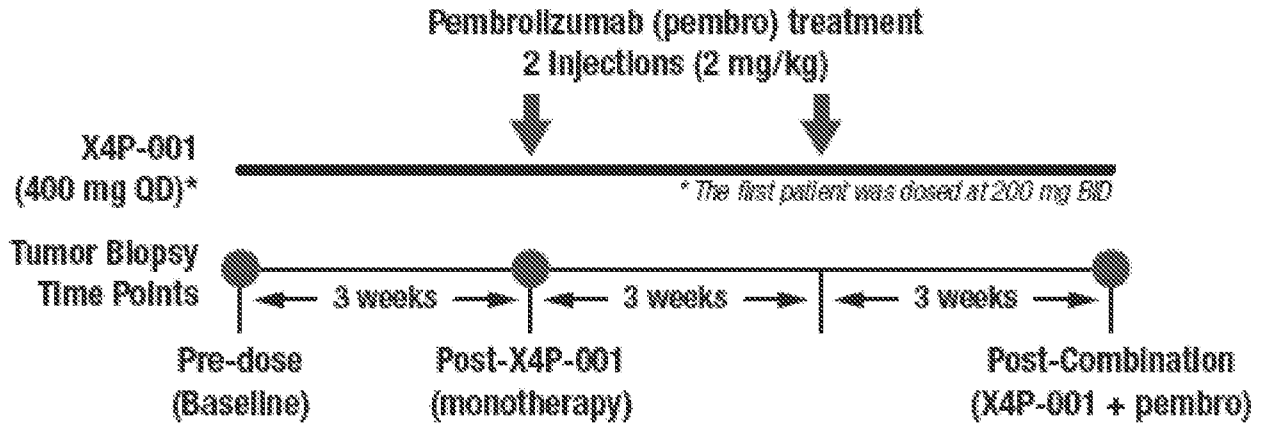 Pembrolizumab (pembro) treatment
2 Injections (2 mg/kg)
X4P-001
(400 mg QD)*
* The first patient was dosed at 200 mg BID
Tumor Biopsy
Time Points
3 weeks
3 weeks
3 weeks
Pre-dose
(Baseline)
Post-X4P-001
(monotherapy)
Post-Combination
(X4P-001 + pembro)